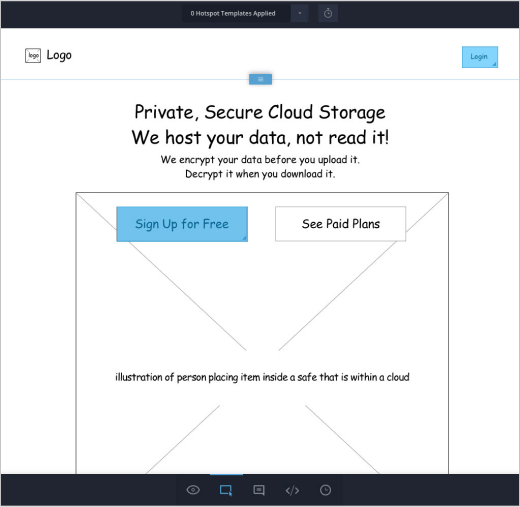 0 Hotspot Templates Applied
logo
Logo
Login
Private, Secure Cloud Storage
We host your data, not read it!
We encrypt your data before you upload it.
Decrypt it when you download it.
Sign Up for Free
See Paid Plans
illustration of person placing item inside a safe that is within a cloud